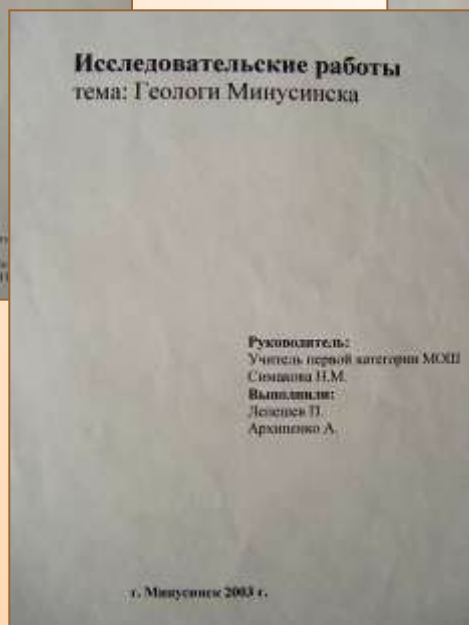 Исследовательские работы
тема: Геологи Минусинска
Руководитель:
Учитель первой категории МОШ
Симакова Н.М.
Выполнили:
Лепешев П.
Архипенко А.
г. Минусинск 2003 г.